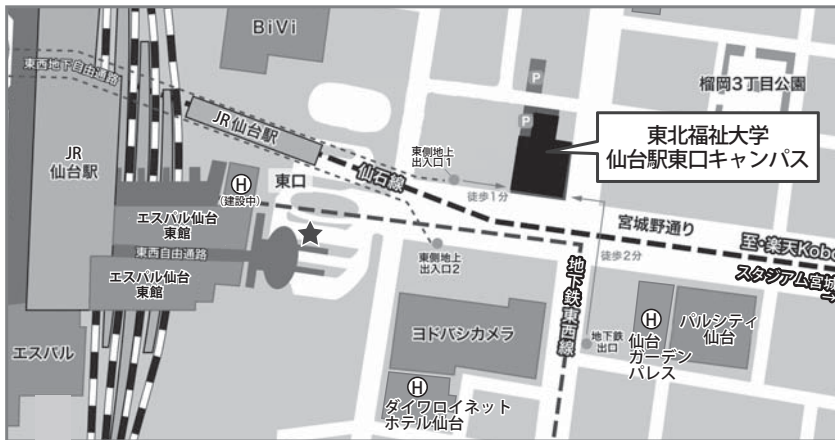 BiVi
東西地下自由通路
P
P
榴岡3丁目公園
JR仙台駅
東北福祉大学
仙台駅東口キャンパス
JR
仙台駅
東側地上
出入口1
H
(建設中)
東口
仙石線
徒歩1分
エスパル仙台
東館
宮城野通り
至・楽天Kobo
スタジアム宮城
東西自由通路
東側地上
出入口2
徒歩2分
エスパル仙台
東館
地下鉄東西線
ヨドバシカメラ
地下鉄
出口
H
仙台
ガーデン
パレス
パルシティ
仙台
エスパル
H
ダイワロイネット
ホテル仙台